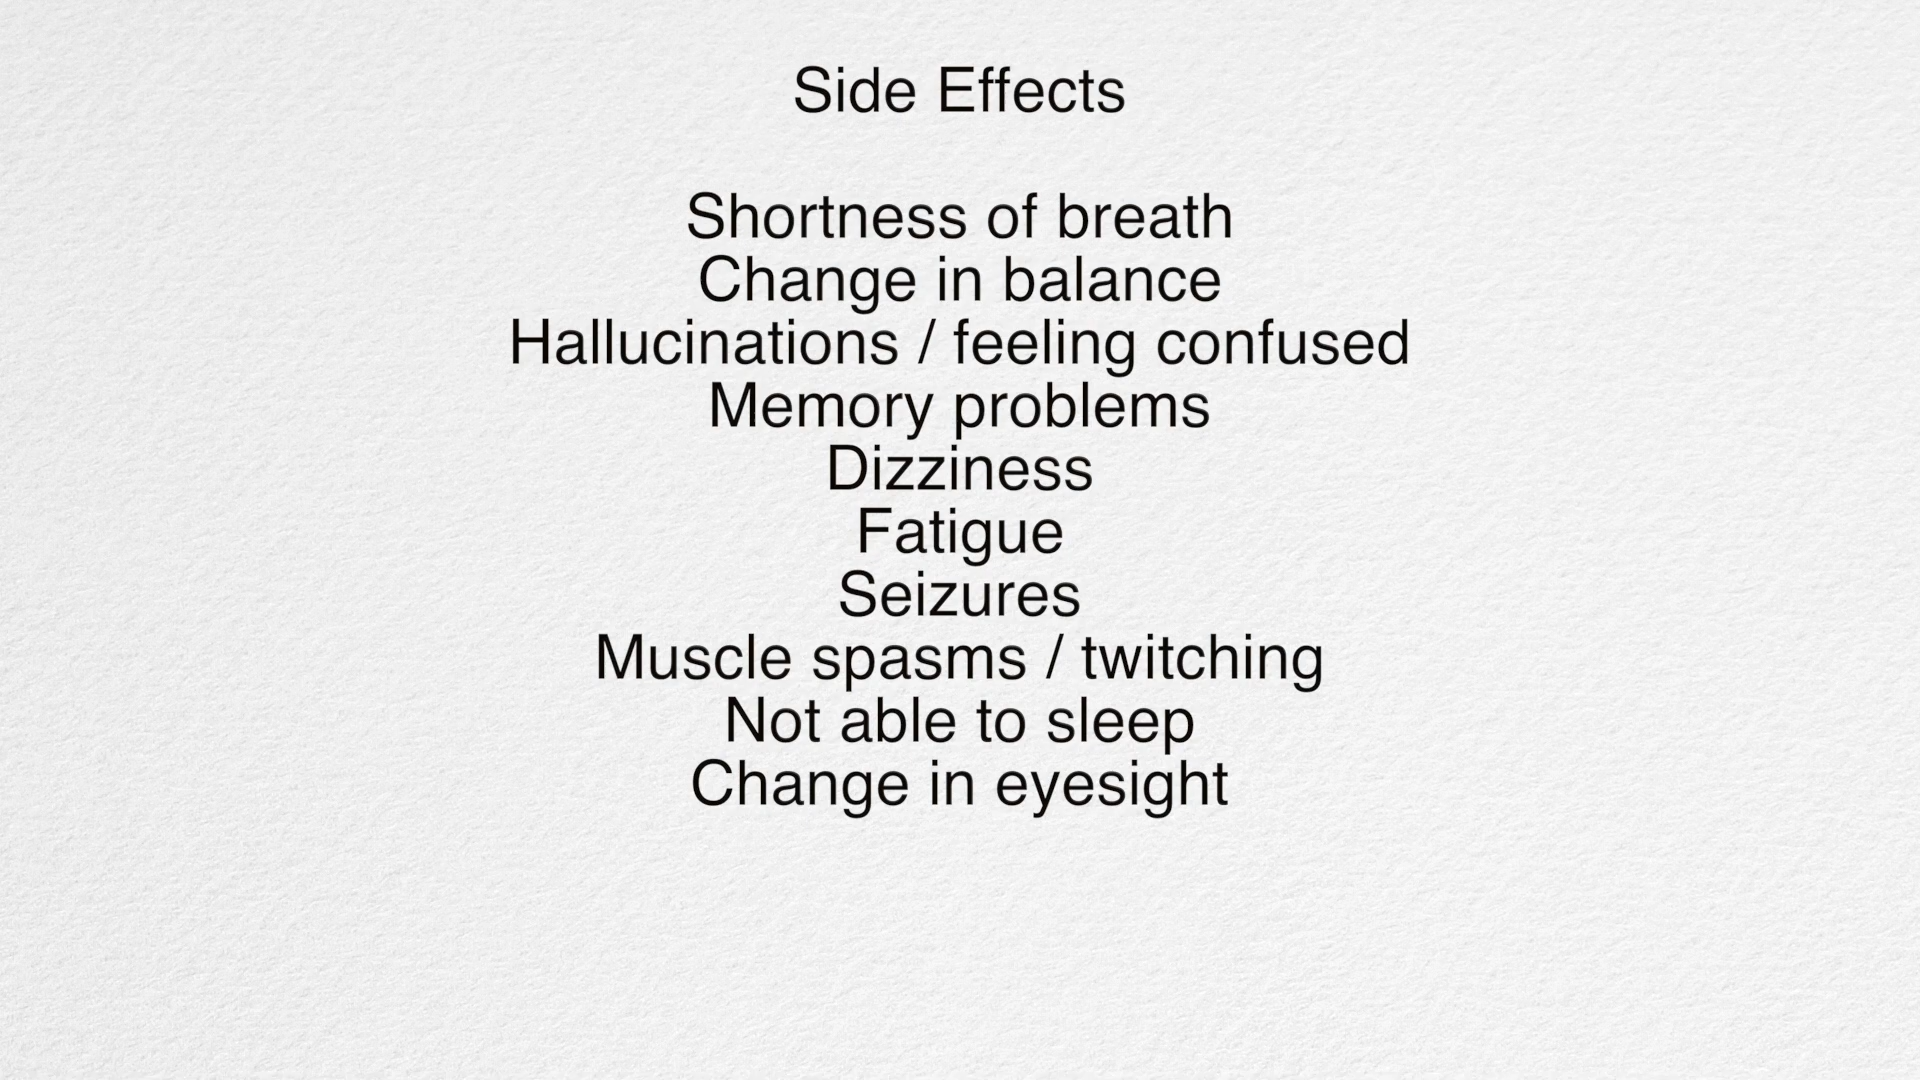 Side Effects
Shortness of breath
Change in balance
Hallucinations / feeling confused
Memory problems
Dizziness
Fatigue
Seizures
Muscle spasms / twitching
Not able to sleep
Change in eyesight